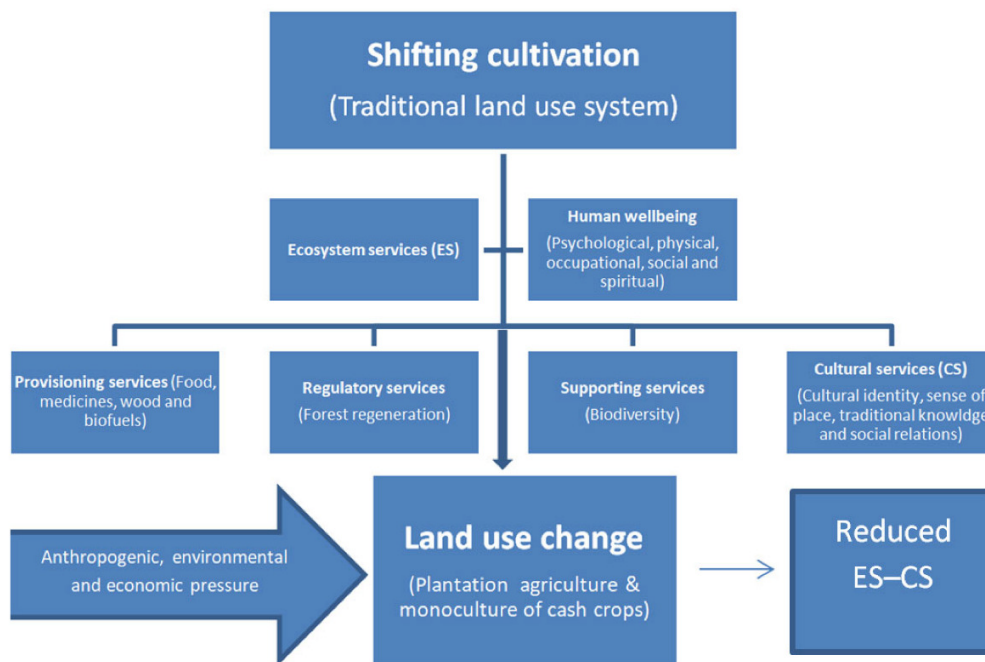 Shifting cultivation
(Traditional land use system)
Ecosystem services (ES)
Human wellbeing
(Psychological, physical,
occupational, social and
spiritual)
Provisioning services (Food,
medicines, wood and
biofuels)
Regulatory services
(Forest regeneration)
Supporting services
(Biodiversity)
Cultural services (CS)
(Cultural identity, sense of
place, traditional knowldge
and social relations)
Anthropogenic, environmental
and economic pressure
Land use change
(Plantation agriculture &
monoculture of cash crops)
Reduced
ES–CS